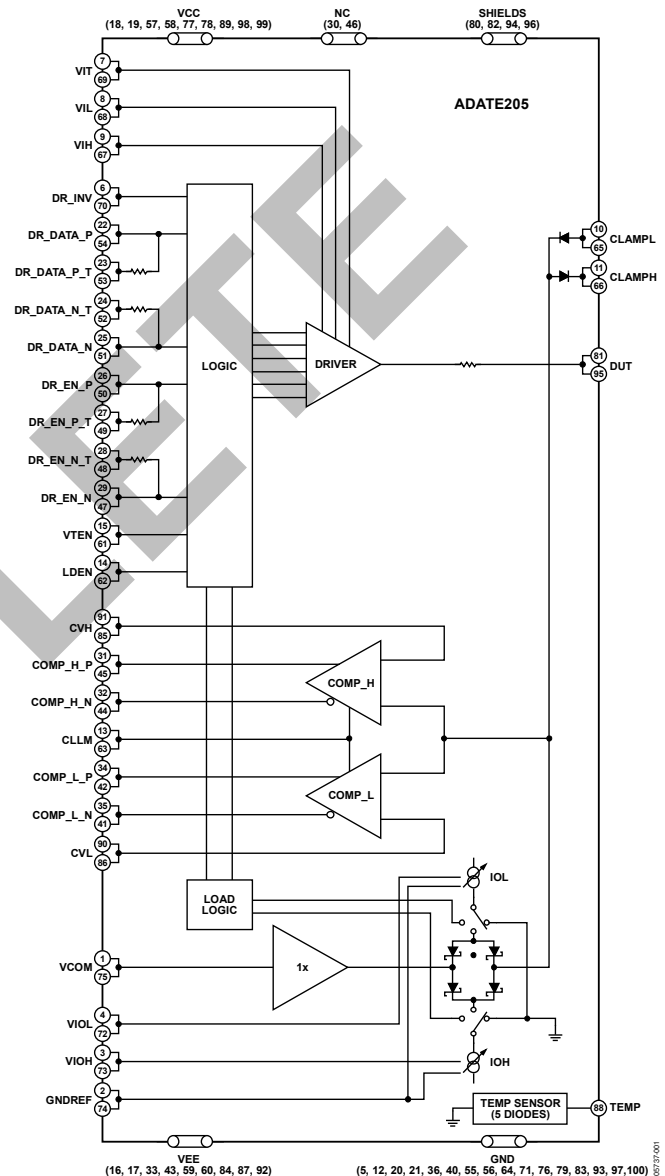 VCC
(18, 19, 57, 58, 77, 78, 89, 98, 99)
NC
(30, 46)
SHIELDS
(80, 82, 94, 96)
ADATE205
VIT
7
69
VIL
8
68
VIH
9
67
DR_INV
6
70
DR_DATA_P
22
54
DR_DATA_P_T
23
53
DR_DATA_N_T
24
52
DR_DATA_N
25
51
DR_EN_P
26
50
DR_EN_P_T
27
49
DR_EN_N_T
28
48
DR_EN_N
29
47
VTEN
15
61
LDEN
14
62
LOGIC
DRIVER
10
65
CLAMPL
11
66
CLAMPH
81
95
DUT
CVH
91
85
COMP_H_P
31
45
COMP_H_N
32
44
CLLM
13
63
COMP_L_P
34
42
COMP_L_N
35
41
CVL
90
86
COMP_H
COMP_L
LOAD
LOGIC
IOL
VCOM
1
75
1x
VIOL
4
72
VIOH
3
73
IOH
GNDREF
2
74
TEMP SENSOR
(5 DIODES)
88
TEMP
VEE
(16, 17, 33, 43, 59, 60, 84, 87, 92)
GND
(5, 12, 20, 21, 36, 40, 55, 56, 64, 71, 76, 79, 83, 93, 97,100)
05737-001
LETE